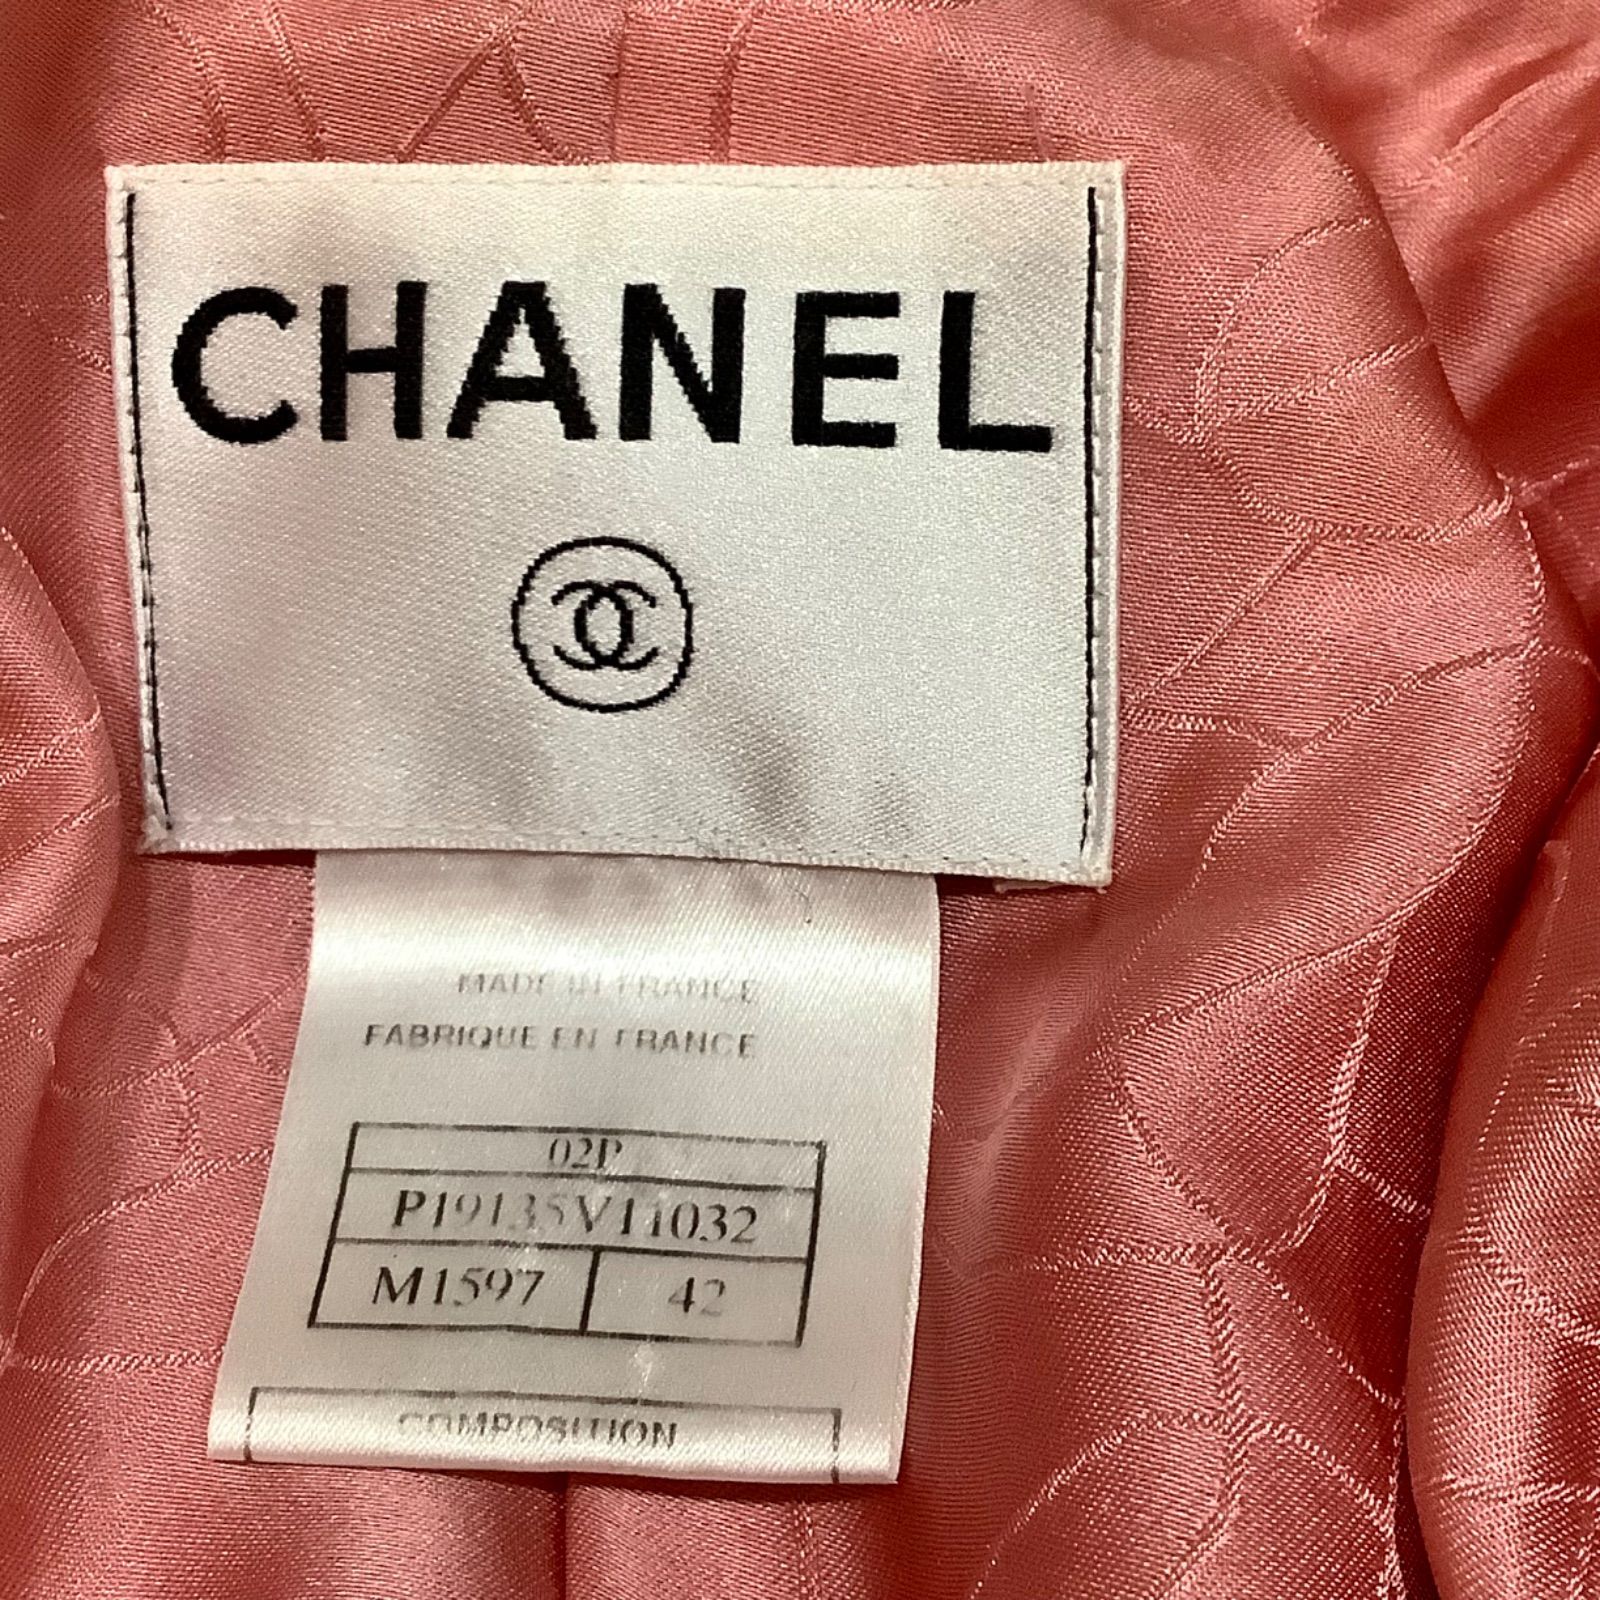 CHANEL
MADE IN FRANCE
FABRIQUE EN FRANCE
02P
P19135V11032
M1597 42
COMPOSITION